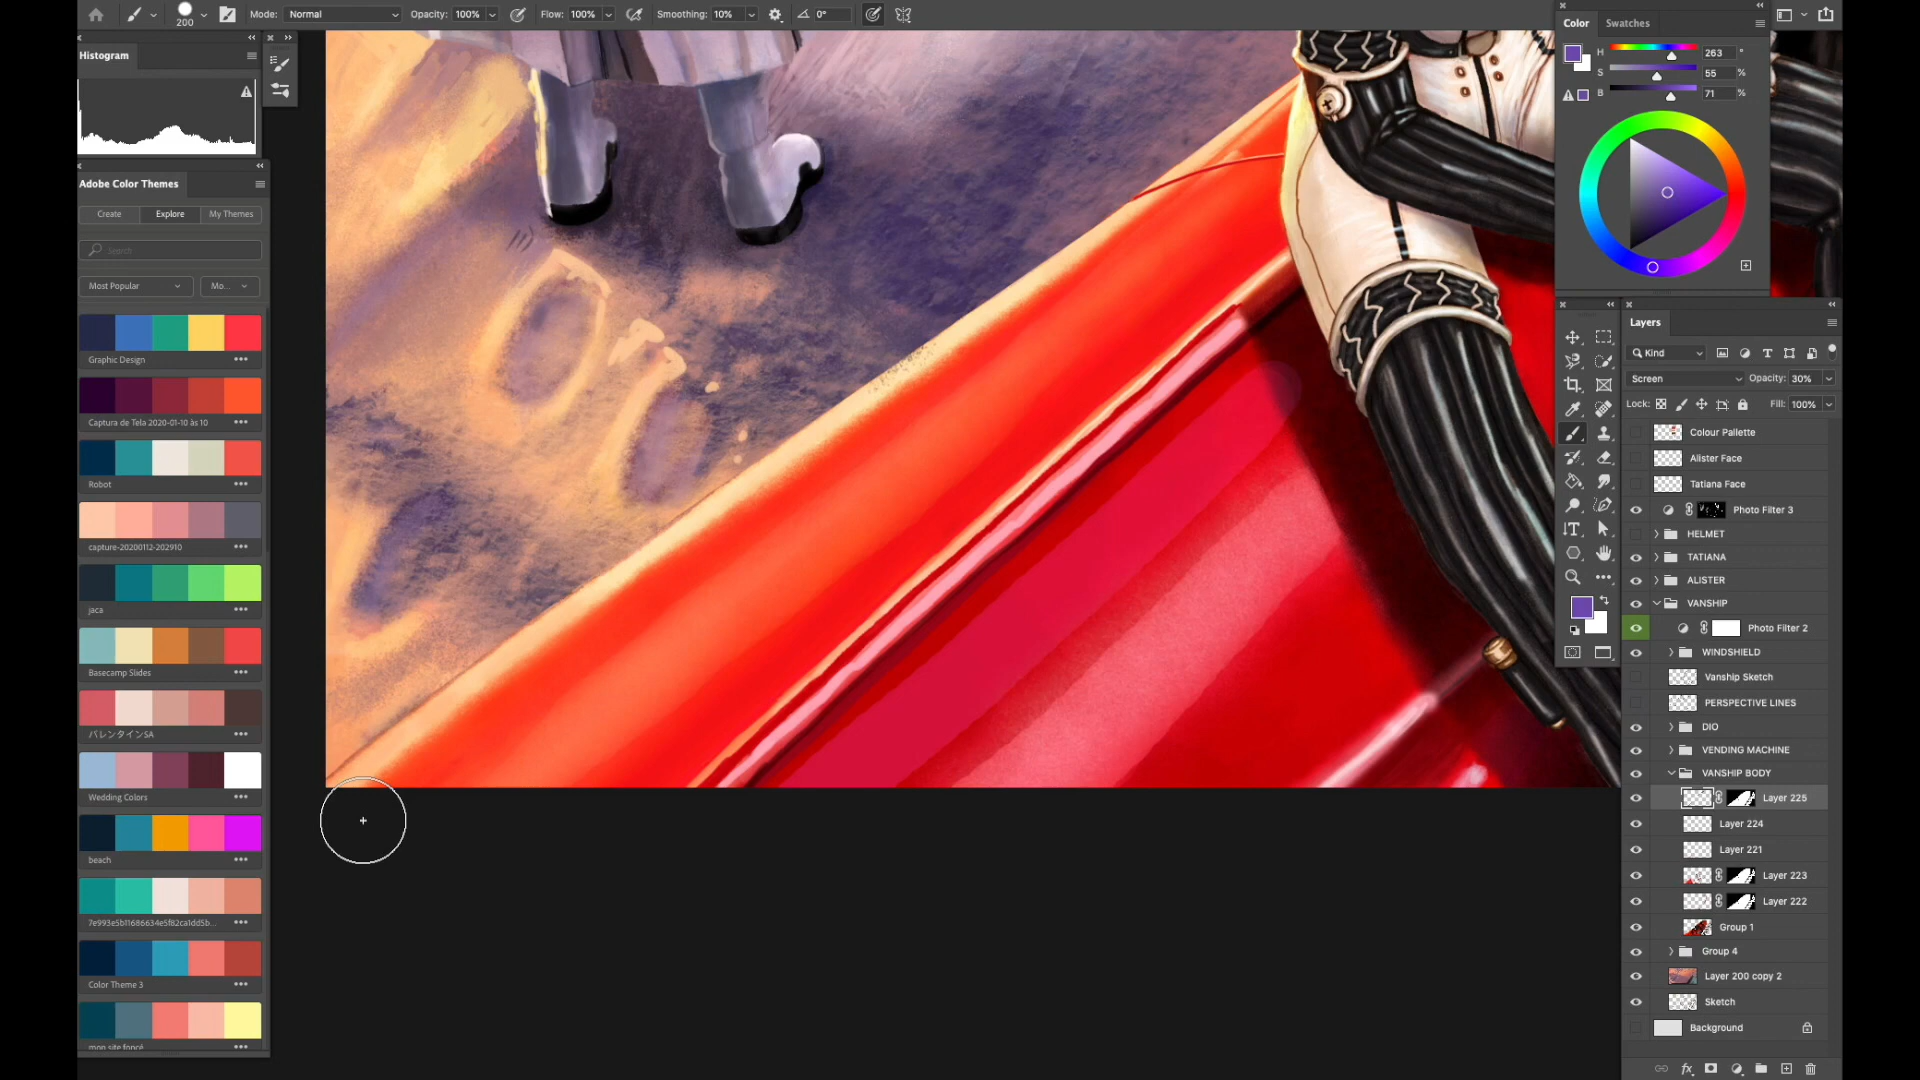 200
Mode: Normal
Opacity: 100%
Flow: 100%
Smoothing: 10%
0°
Histogram
Adobe Color Themes
Create Explore My Themes
Search
Most Popular Mo...
Graphic Design
Captura de Tela 2020-01-10 às 10
Robot
capture-20200112-202910
jaca
Basecamp Slides
バレンタインSA
Wedding Colors
beach
7e993e5b11686634e5f82ca1dd5b...
Color Theme 3
mon site foncé
Color Swatches
H 263 °
S 55 %
B 71 %
Layers
Kind
Screen Opacity: 30%
Lock: Fill: 100%
Colour Pallette
Alister Face
Tatiana Face
Photo Filter 3
HELMET
TATIANA
ALISTER
VANSHIP
Photo Filter 2
WINDSHIELD
Vanship Sketch
PERSPECTIVE LINES
DIO
VENDING MACHINE
VANSHIP BODY
Layer 225
Layer 224
Layer 221
Layer 223
Layer 222
Group 1
Group 4
Layer 200 copy 2
Sketch
Background